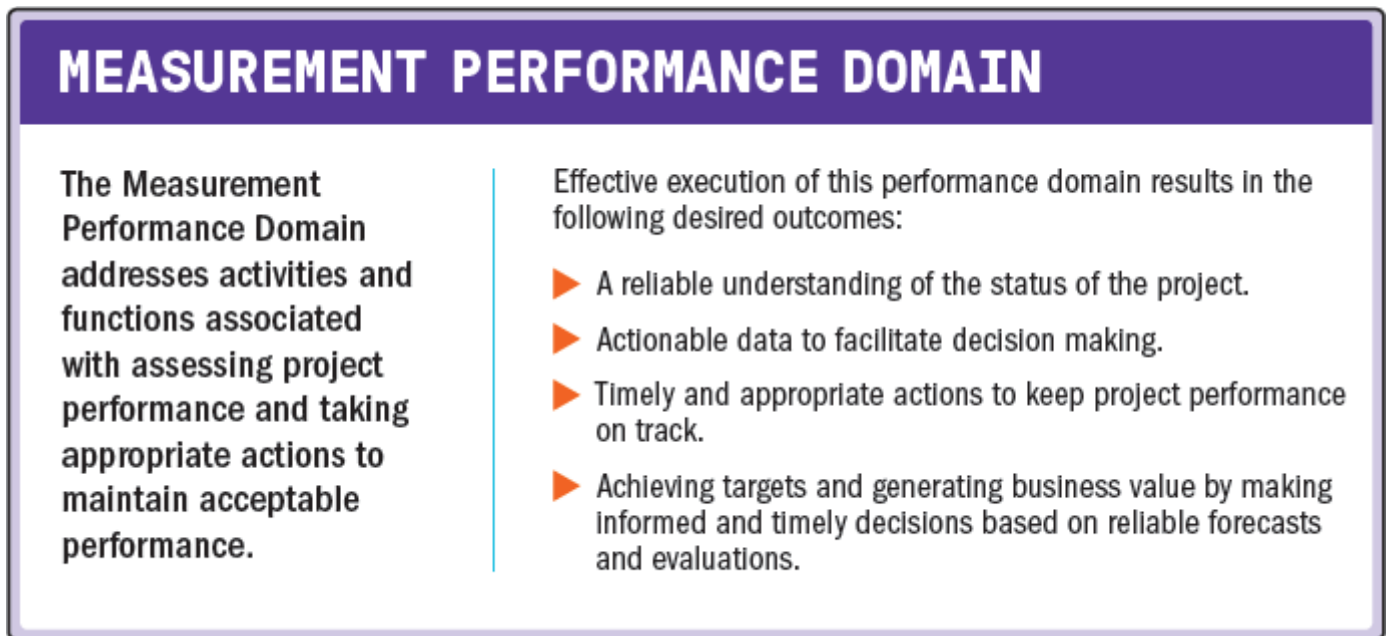 MEASUREMENT PERFORMANCE DOMAIN
The Measurement
Performance Domain
addresses activities and
functions associated
with assessing project
performance and taking
appropriate actions to
maintain acceptable
performance.
Effective execution of this performance domain results in the
following desired outcomes:
▶ A reliable understanding of the status of the project.
▶ Actionable data to facilitate decision making.
▶ Timely and appropriate actions to keep project performance
on track.
▶ Achieving targets and generating business value by making
informed and timely decisions based on reliable forecasts
and evaluations.